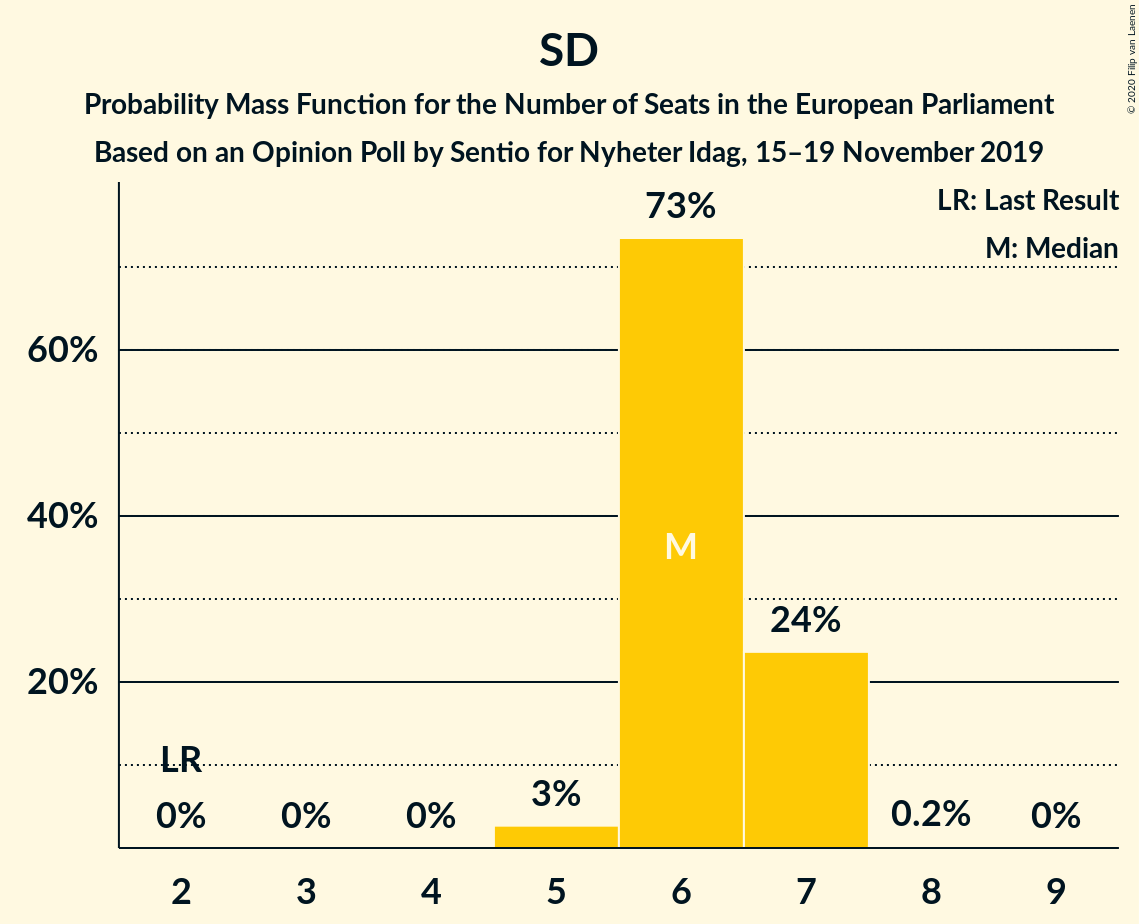 SD
Probability Mass Function for the Number of Seats in the European Parliament
Based on an Opinion Poll by Sentio for Nyheter Idag, 15–19 November 2019
© 2020 Filip van Laenen
LR: Last Result
M: Median
73%
60%
40%
M
24%
20%
LR
0%
0%
0%
3%
0.2%
0%
2
3
4
5
6
7
8
9